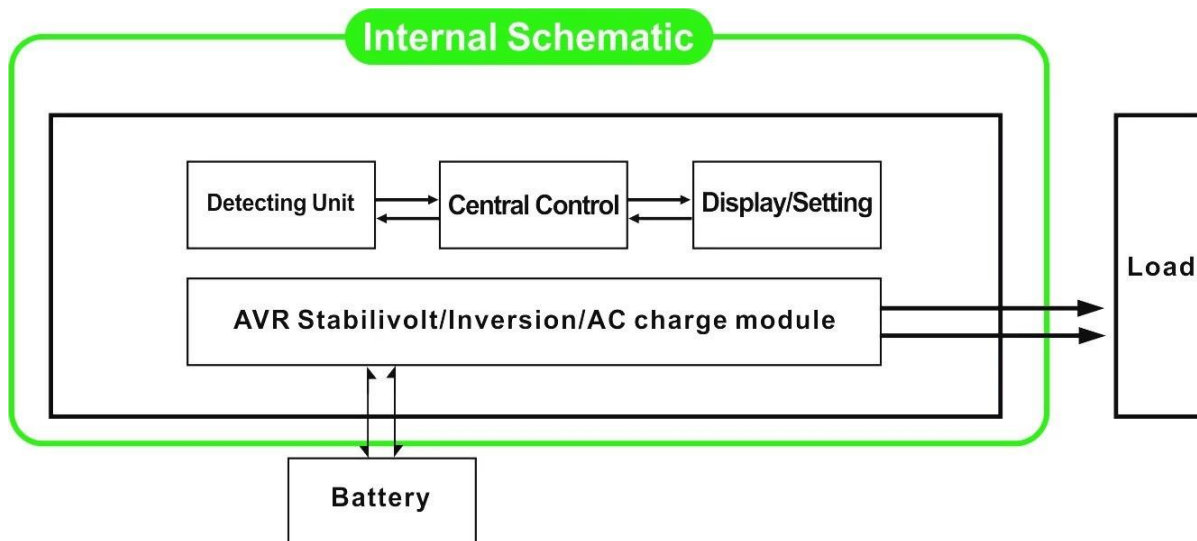 Internal Schematic
Detecting Unit
Central Control
Display/Setting
AVR Stabilivolt/Inversion/AC charge module
Load
Battery